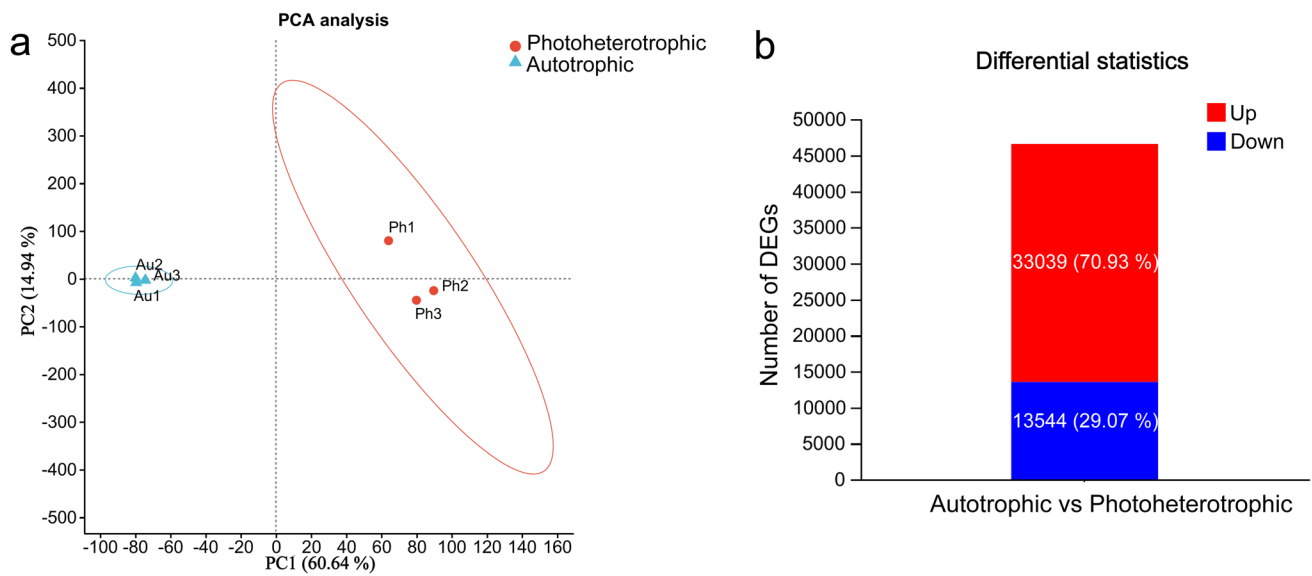 a
PCA analysis
Photoheterotrophic
Autotrophic
500
400
300
200
100
0
-100
-200
-300
-400
-500
PC2 (14.94 %)
Ph1
Ph2
Ph3
Au2
Au3
Au1
-100 -80 -60 -40 -20 0 20 40 60 80 100 120 140 160
PC1 (60.64 %)
b
Differential statistics
Up
Down
50000
45000
40000
35000
30000
25000
20000
15000
10000
5000
0
Number of DEGs
33039 (70.93 %)
13544 (29.07 %)
Autotrophic vs Photoheterotrophic